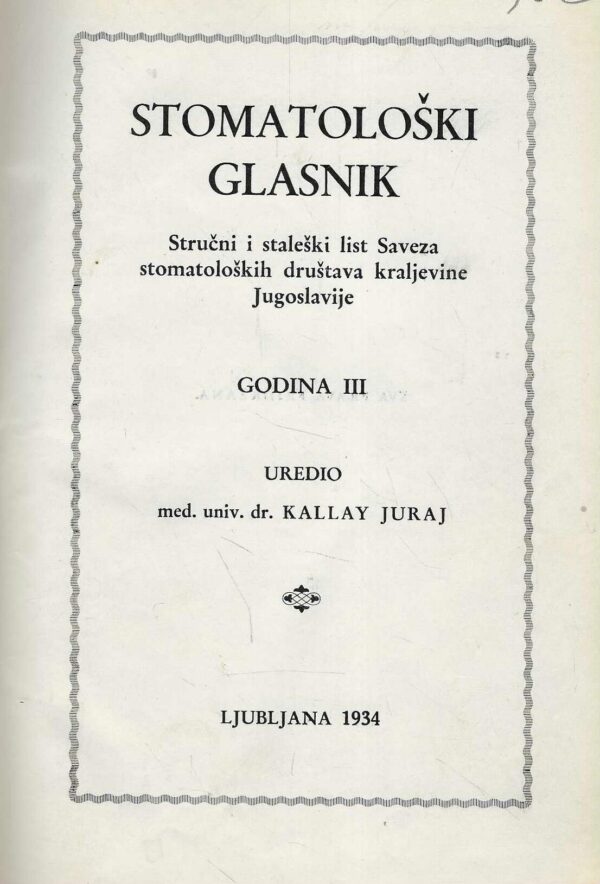 STOMATOLOŠKI
GLASNIK
Stručni i staleški list Saveza
stomatoloških društava kraljevine
Jugoslavije
GODINA III
UREDIO
med. univ. dr. KALLAY JURAJ
LJUBLJANA 1934